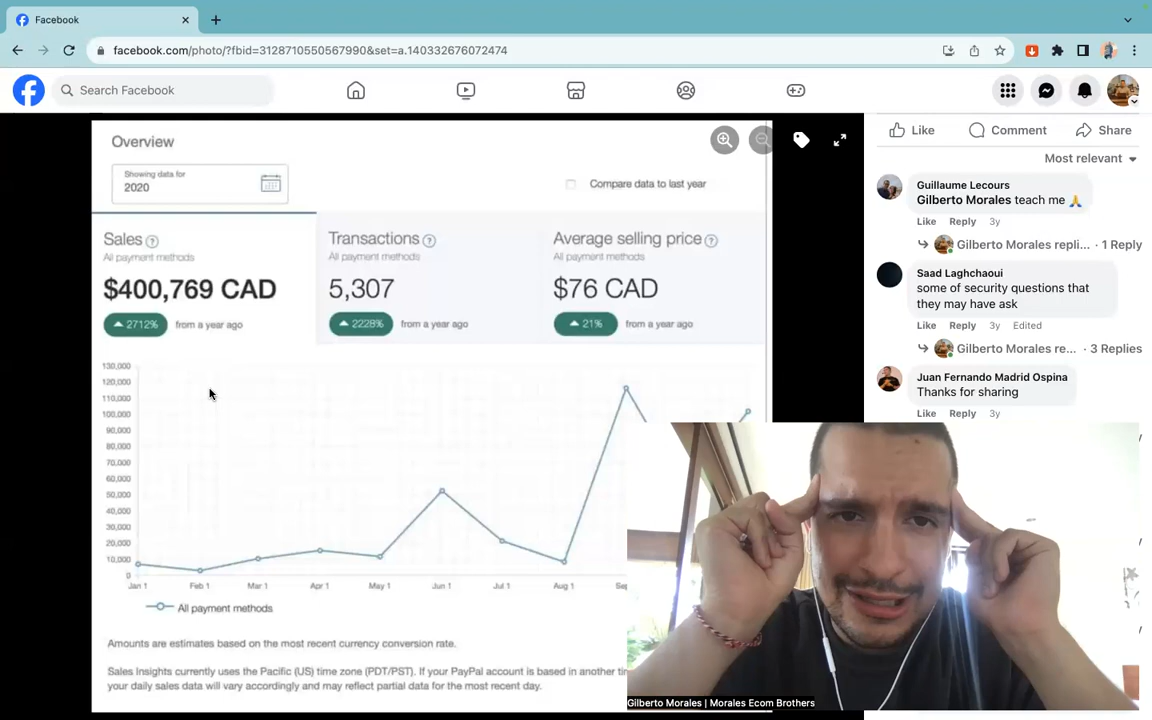 Facebook
facebook.com/photo/?fbid=3128710550567990&set=a.140332676072474
Search Facebook
Overview
Showing data for
2020
Compare data to last year
Sales
All payment methods
$400,769 CAD
2712% from a year ago
Transactions
All payment methods
5,307
2228% from a year ago
Average selling price
All payment methods
$76 CAD
21% from a year ago
130,000
120,000
110,000
100,000
90,000
80,000
70,000
60,000
50,000
40,000
30,000
20,000
10,000
0
Jan 1 Feb 1 Mar 1 Apr 1 May 1 Jun 1 Jul 1 Aug 1
All payment methods
Amounts are estimates based on the most recent currency conversion rate.
Sales Insights currently uses the Pacific (US) time zone (PDT/PST). If your PayPal account is based in another
your daily sales data will vary accordingly and may reflect partial data for the most recent day.
Like Comment Share
Most relevant
Guillaume Lecours
Gilberto Morales teach me 🙏
Like Reply 3y
Gilberto Morales repli... · 1 Reply
Saad Laghchaoui
some of security questions that
they may have ask
Like Reply 3y Edited
Gilberto Morales re... · 3 Replies
Juan Fernando Madrid Ospina
Thanks for sharing
Like Reply 3y
Gilberto Morales | Morales Ecom Brothers